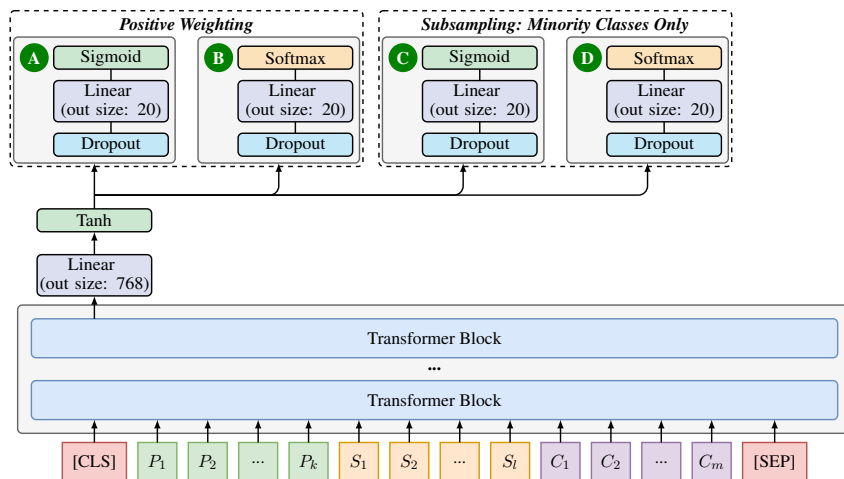 Positive Weighting
Subsampling: Minority Classes Only
A
Sigmoid
Linear
(out size: 20)
Dropout
B
Softmax
Linear
(out size: 20)
Dropout
C
Sigmoid
Linear
(out size: 20)
Dropout
D
Softmax
Linear
(out size: 20)
Dropout
Tanh
Linear
(out size: 768)
Transformer Block
...
Transformer Block
[CLS] P1 P2 ... Pk S1 S2 ... Sl C1 C2 ... Cm [SEP]